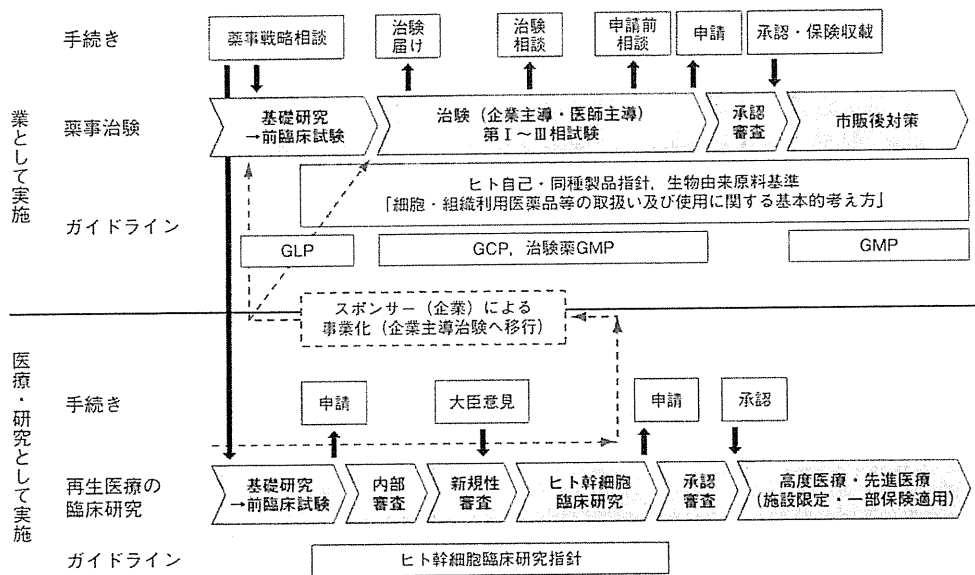 手続き
薬事戦略相談
治験
届け
治験
相談
申請前
相談
申請
承認・保険収載
業として実施
薬事治験
基礎研究
→前臨床試験
治験（企業主導・医師主導）
第Ⅰ〜Ⅲ相試験
承認
審査
市販後対策
ガイドライン
ヒト自己・同種製品指針，生物由来原料基準
「細胞・組織利用医薬品等の取扱い及び使用に関する基本的考え方」
GLP
GCP，治験薬GMP
GMP
スポンサー（企業）による
事業化（企業主導治験へ移行）
医療・研究として実施
手続き
申請
大臣意見
申請
承認
再生医療の
臨床研究
基礎研究
→前臨床試験
内部
審査
新規性
審査
ヒト幹細胞
臨床研究
承認
審査
高度医療・先進医療
（施設限定・一部保険適用）
ガイドライン
ヒト幹細胞臨床研究指針